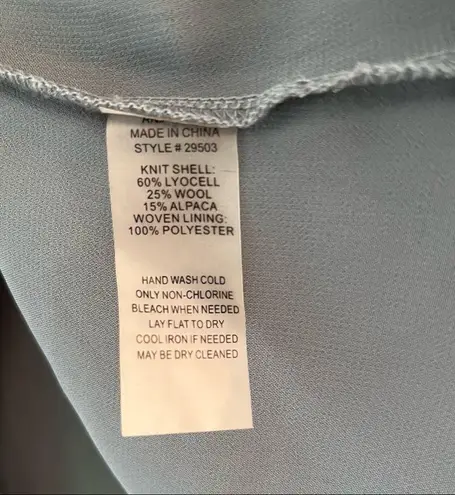 MADE IN CHINA
STYLE # 29503
KNIT SHELL:
60% LYOCELL
25% WOOL
15% ALPACA
WOVEN LINING:
100% POLYESTER
HAND WASH COLD
ONLY NON-CHLORINE
BLEACH WHEN NEEDED
LAY FLAT TO DRY
COOL IRON IF NEEDED
MAY BE DRY CLEANED